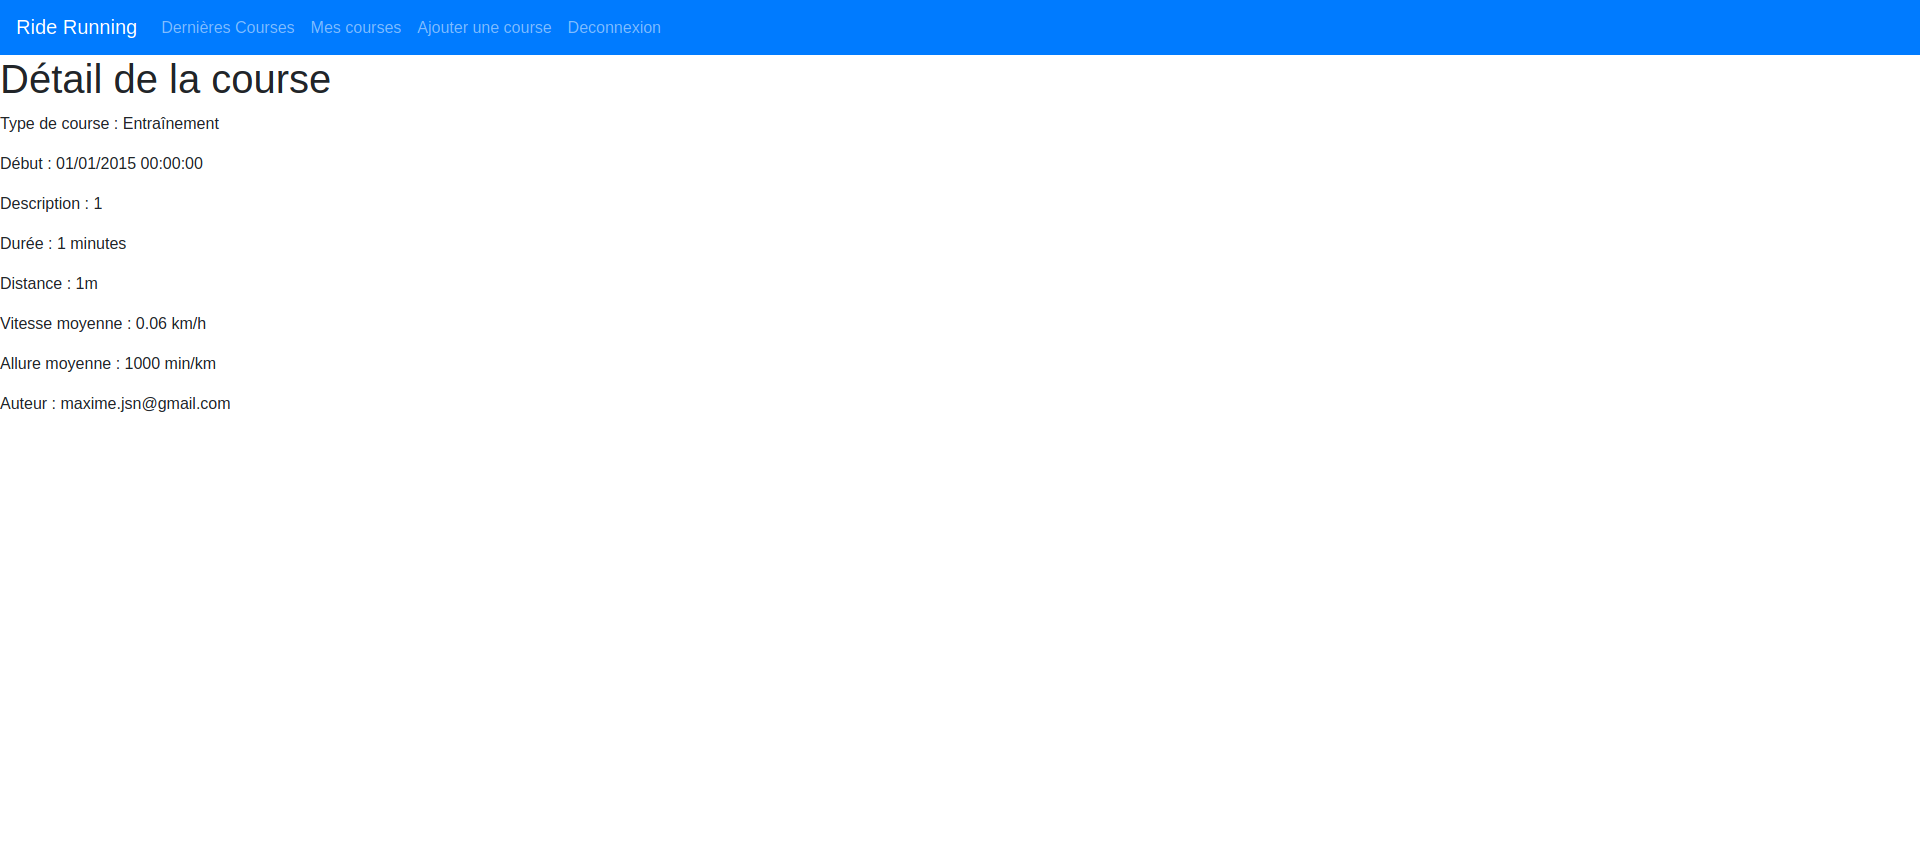 Ride Running Dernières Courses Mes courses Ajouter une course Deconnexion
Détail de la course
Type de course : Entraînement
Début : 01/01/2015 00:00:00
Description : 1
Durée : 1 minutes
Distance : 1m
Vitesse moyenne : 0.06 km/h
Allure moyenne : 1000 min/km
Auteur : maxime.jsn@gmail.com